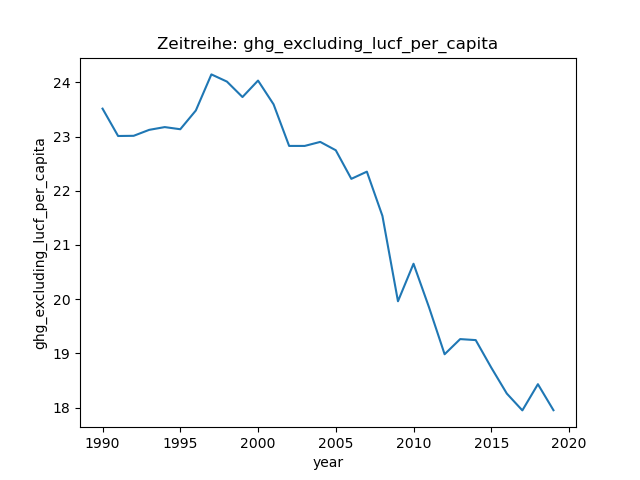 Zeitreihe: ghg_excluding_lucf_per_capita
ghg_excluding_lucf_per_capita
24
23
22
21
20
19
18
1990 1995 2000 2005 2010 2015 2020
year